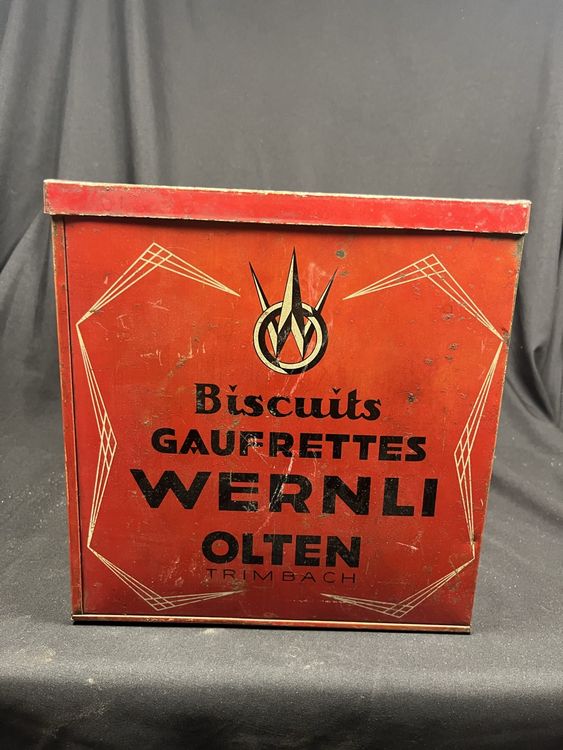 W
Biscuits
GAUFRETTES
WERNLI
OLTEN
TRIMBACH